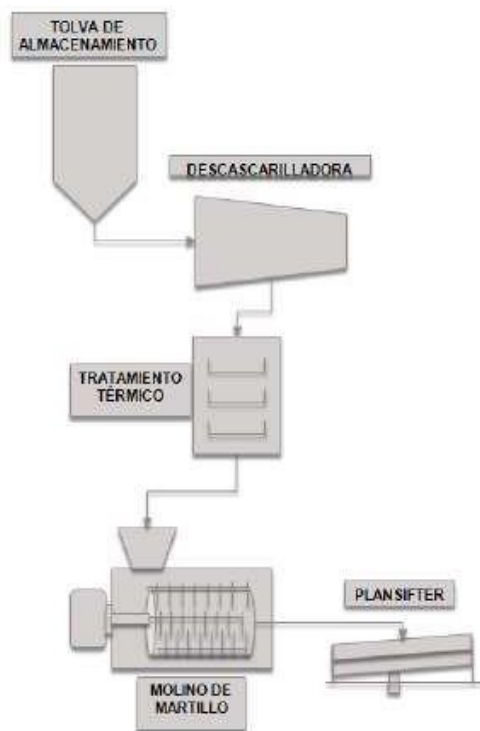 TOLVA DE
ALMACENAMIENTO
DESCASCARILLADORA
TRATAMIENTO
TÉRMICO
PLANSIFTER
MOLINO DE
MARTILLO